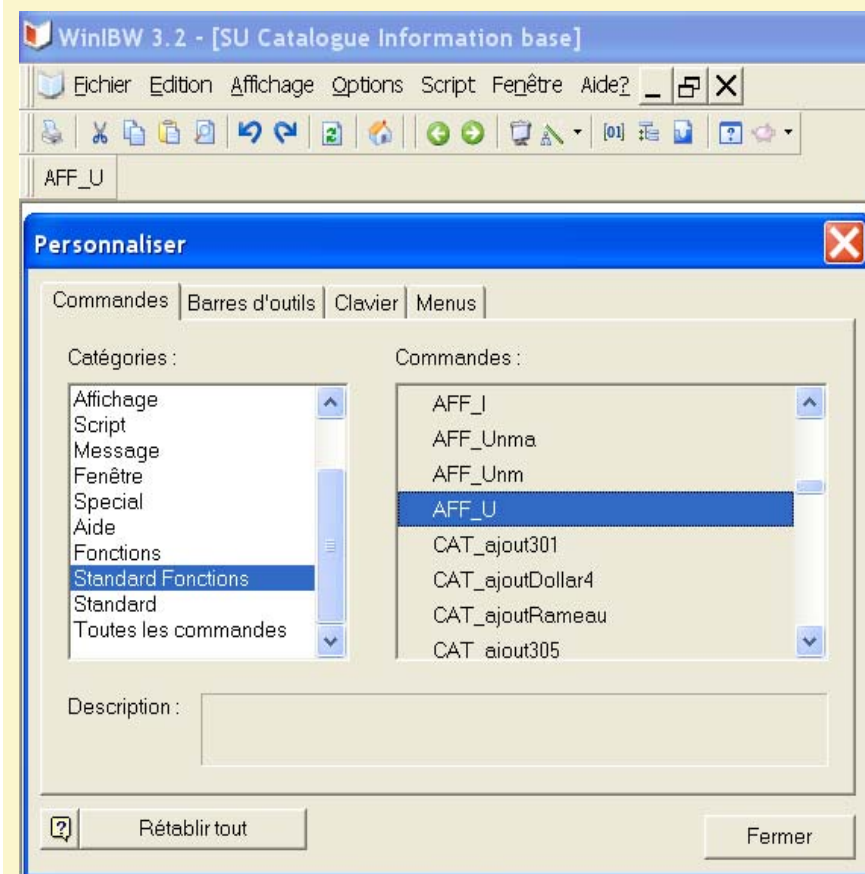 WinIBW 3.2 - [SU Catalogue Information base]
Fichier Edition Affichage Options Script Fenêtre Aide?
[01]
AFF_U
Personnaliser
Commandes Barres d'outils Clavier Menus
Catégories : Commandes :
Affichage
Script
Message
Fenêtre
Special
Aide
Fonctions
Standard Fonctions
Standard
Toutes les commandes
AFF_I
AFF_Unma
AFF_Unm
AFF_U
CAT_ajout301
CAT_ajoutDollar4
CAT_ajoutRameau
CAT_ajout305
Description :
Rétablir tout Fermer